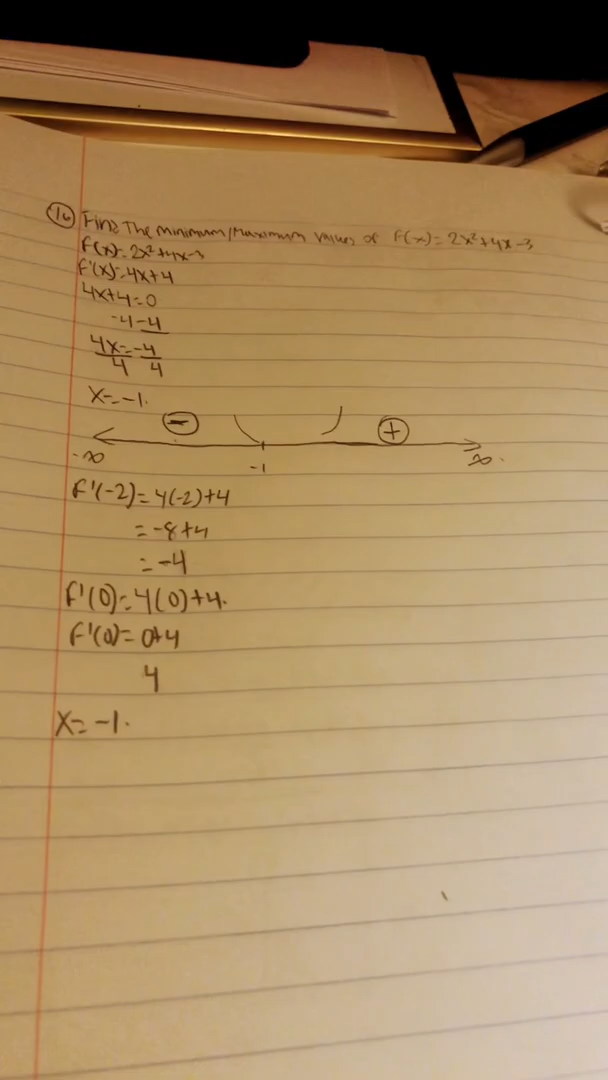 16 Find The minimum/Maximum values of F(x)= 2x²+4x-3
F(x)= 2x²+4x-3
F'(x)= 4x+4
4x+4=0
-4 -4
4x=-4
4 4
x=-1.
- +
-∞ -1 ∞.
F'(-2)= 4(-2)+4
= -8+4
= -4
F'(0)= 4(0)+4.
F'(0)= 0+4
4
x= -1.